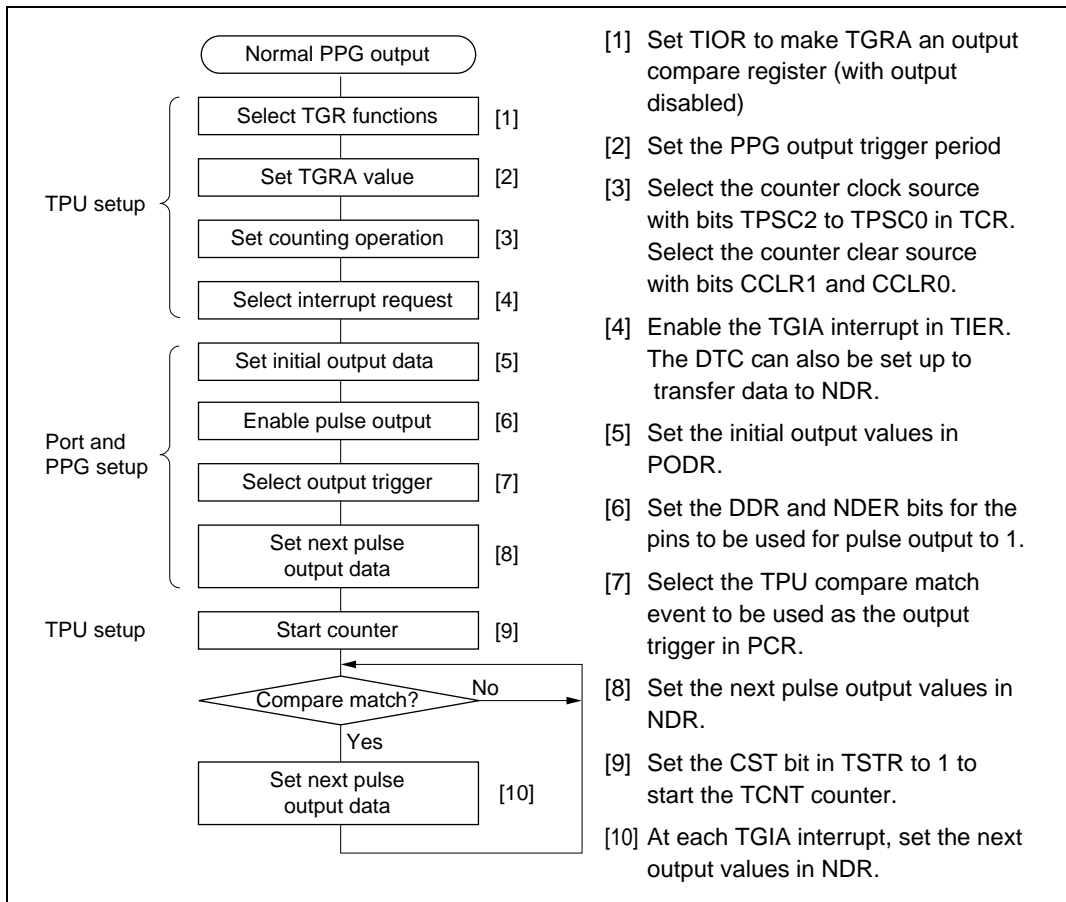 Normal PPG output
Select TGR functions [1]
Set TGRA value [2]
TPU setup
Set counting operation [3]
Select interrupt request [4]
Set initial output data [5]
Enable pulse output [6]
Port and
PPG setup
Select output trigger [7]
Set next pulse
output data
[8]
TPU setup
Start counter [9]
Compare match?
No
Yes
Set next pulse
output data
[10]
[1] Set TIOR to make TGRA an output
compare register (with output
disabled)
[2] Set the PPG output trigger period
[3] Select the counter clock source
with bits TPSC2 to TPSC0 in TCR.
Select the counter clear source
with bits CCLR1 and CCLR0.
[4] Enable the TGIA interrupt in TIER.
The DTC can also be set up to
transfer data to NDR.
[5] Set the initial output values in
PODR.
[6] Set the DDR and NDER bits for the
pins to be used for pulse output to 1.
[7] Select the TPU compare match
event to be used as the output
trigger in PCR.
[8] Set the next pulse output values in
NDR.
[9] Set the CST bit in TSTR to 1 to
start the TCNT counter.
[10] At each TGIA interrupt, set the next
output values in NDR.